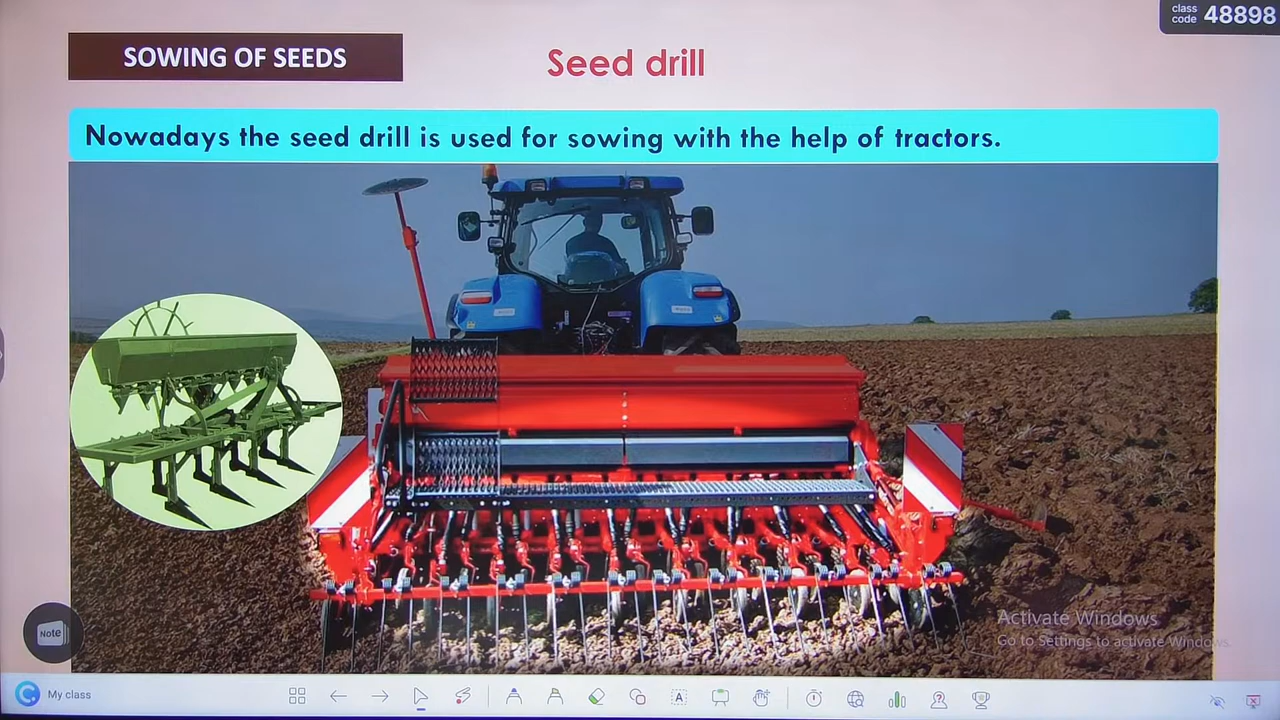 class
code 48898
SOWING OF SEEDS
Seed drill
Nowadays the seed drill is used for sowing with the help of tractors.
Activate Windows
Go to Settings to activate Windows.
Note
My class
A